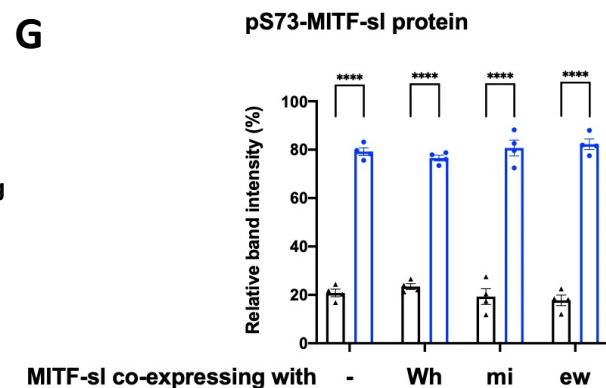 G
pS73-MITF-sl protein
**** **** **** ****
g
Relative band intensity (%)
100
80
60
40
20
0
MITF-sl co-expressing with - Wh mi ew